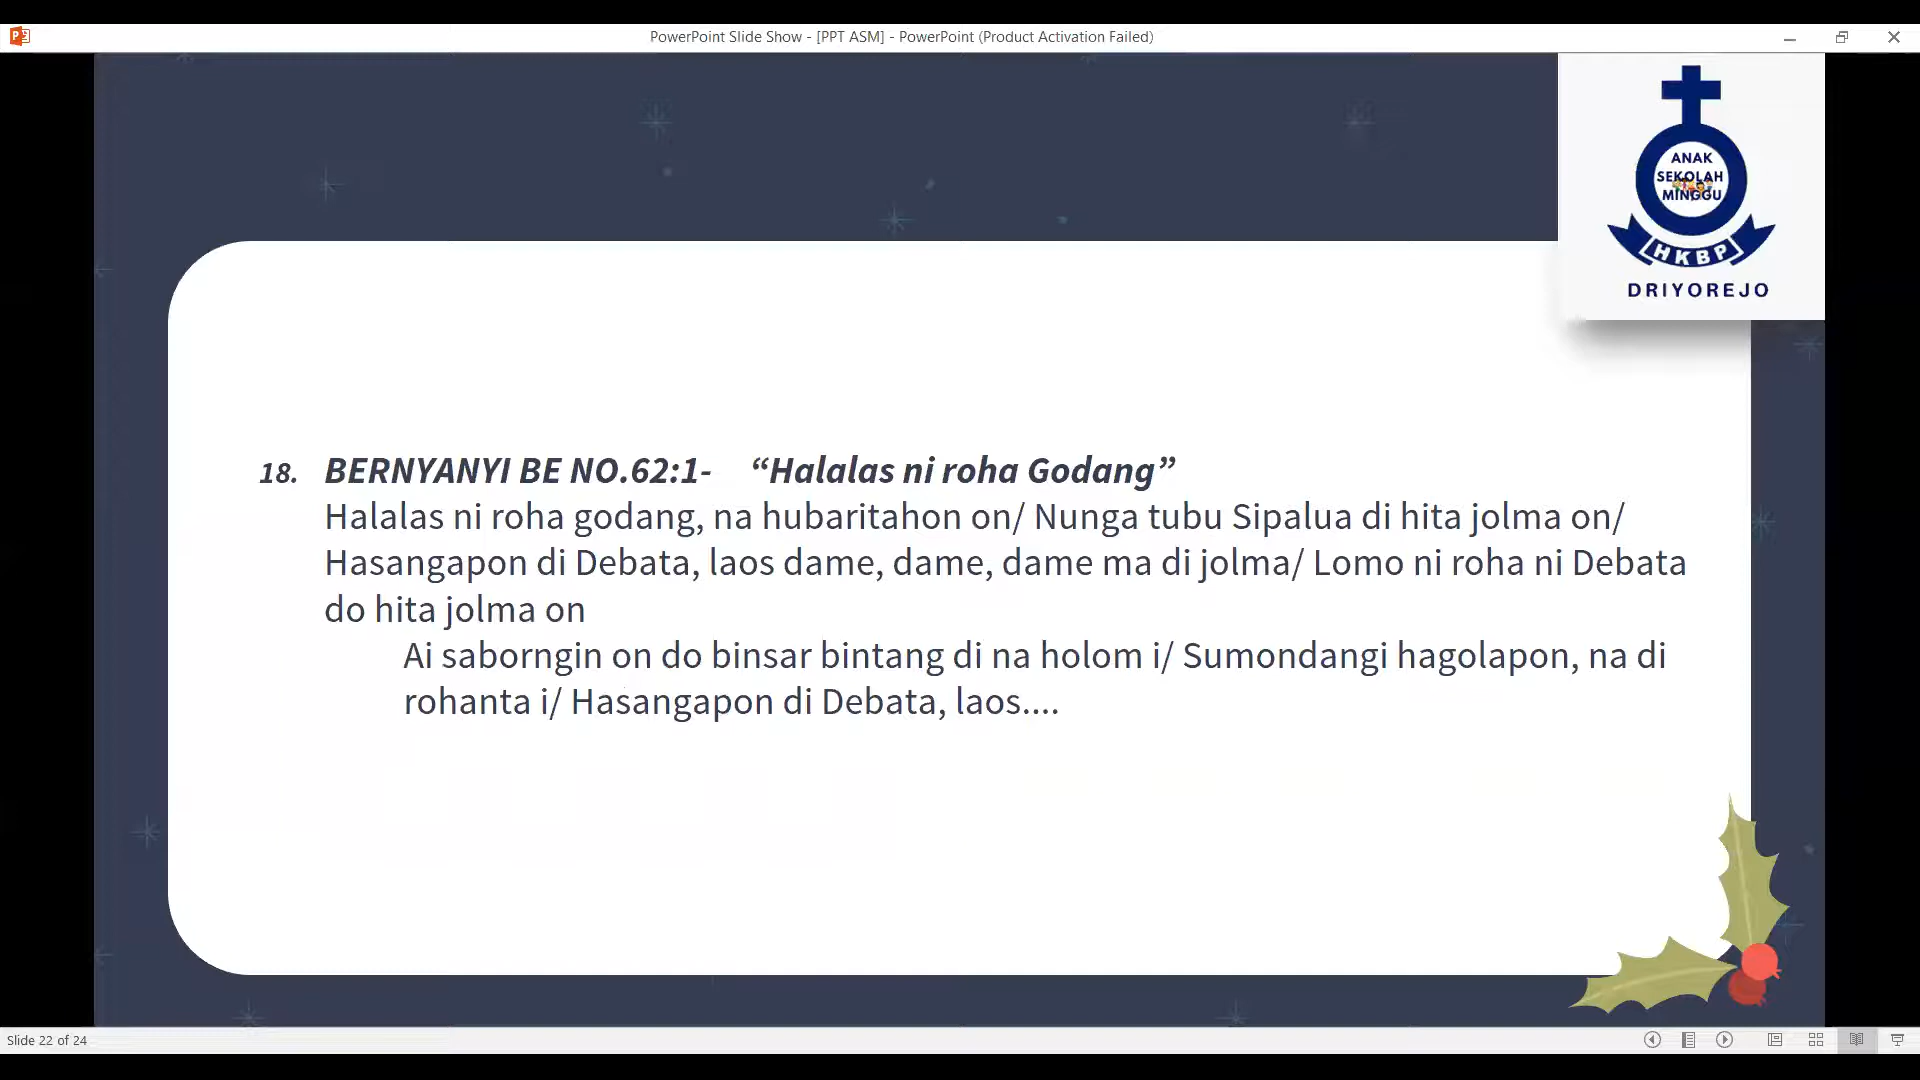 PowerPoint Slide Show - [PPT ASM] - PowerPoint (Product Activation Failed)
ANAK
SEKOLAH
MINGGU
HKBP
DRIYOREJO
18. BERNYANYI BE NO.62:1- “Halalas ni roha Godang”
Halalas ni roha godang, na hubaritahon on/ Nunga tubu Sipalua di hita jolma on/
Hasangapon di Debata, laos dame, dame, dame ma di jolma/ Lomo ni roha ni Debata
do hita jolma on
Ai saborngin on do binsar bintang di na holom i/ Sumondangi hagolapon, na di
rohanta i/ Hasangapon di Debata, laos....
Slide 22 of 24